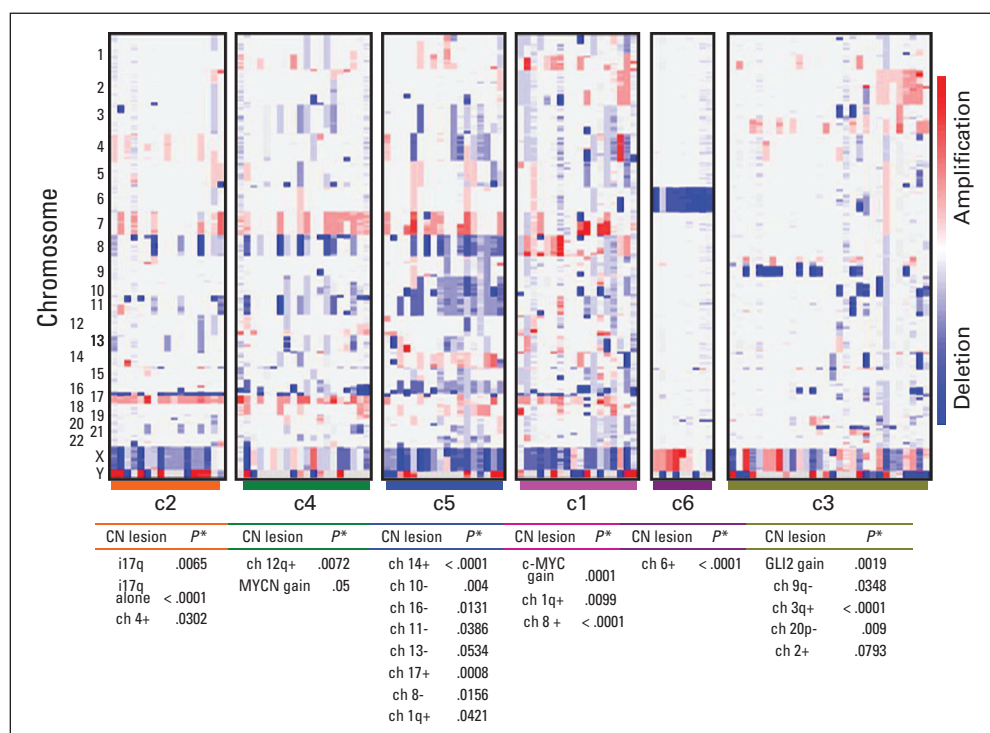 Chromosome
1
2
3
4
5
6
7
8
9
10
11
12
13
14
15
16
17
18
19
20
21
22
X
Y
Amplification
Deletion
c2
c4
c5
c1
c6
c3
CN lesion P*
i17q .0065
i17q alone < .0001
ch 4+ .0302
CN lesion P*
ch 12q+ .0072
MYCN gain .05
CN lesion P*
ch 14+ < .0001
ch 10- .004
ch 16- .0131
ch 11- .0386
ch 13- .0534
ch 17+ .0008
ch 8- .0156
ch 1q+ .0421
CN lesion P*
c-MYC gain .0001
ch 1q+ .0099
ch 8 + < .0001
CN lesion P*
ch 6+ < .0001
CN lesion P*
GLI2 gain .0019
ch 9q- .0348
ch 3q+ < .0001
ch 20p- .009
ch 2+ .0793